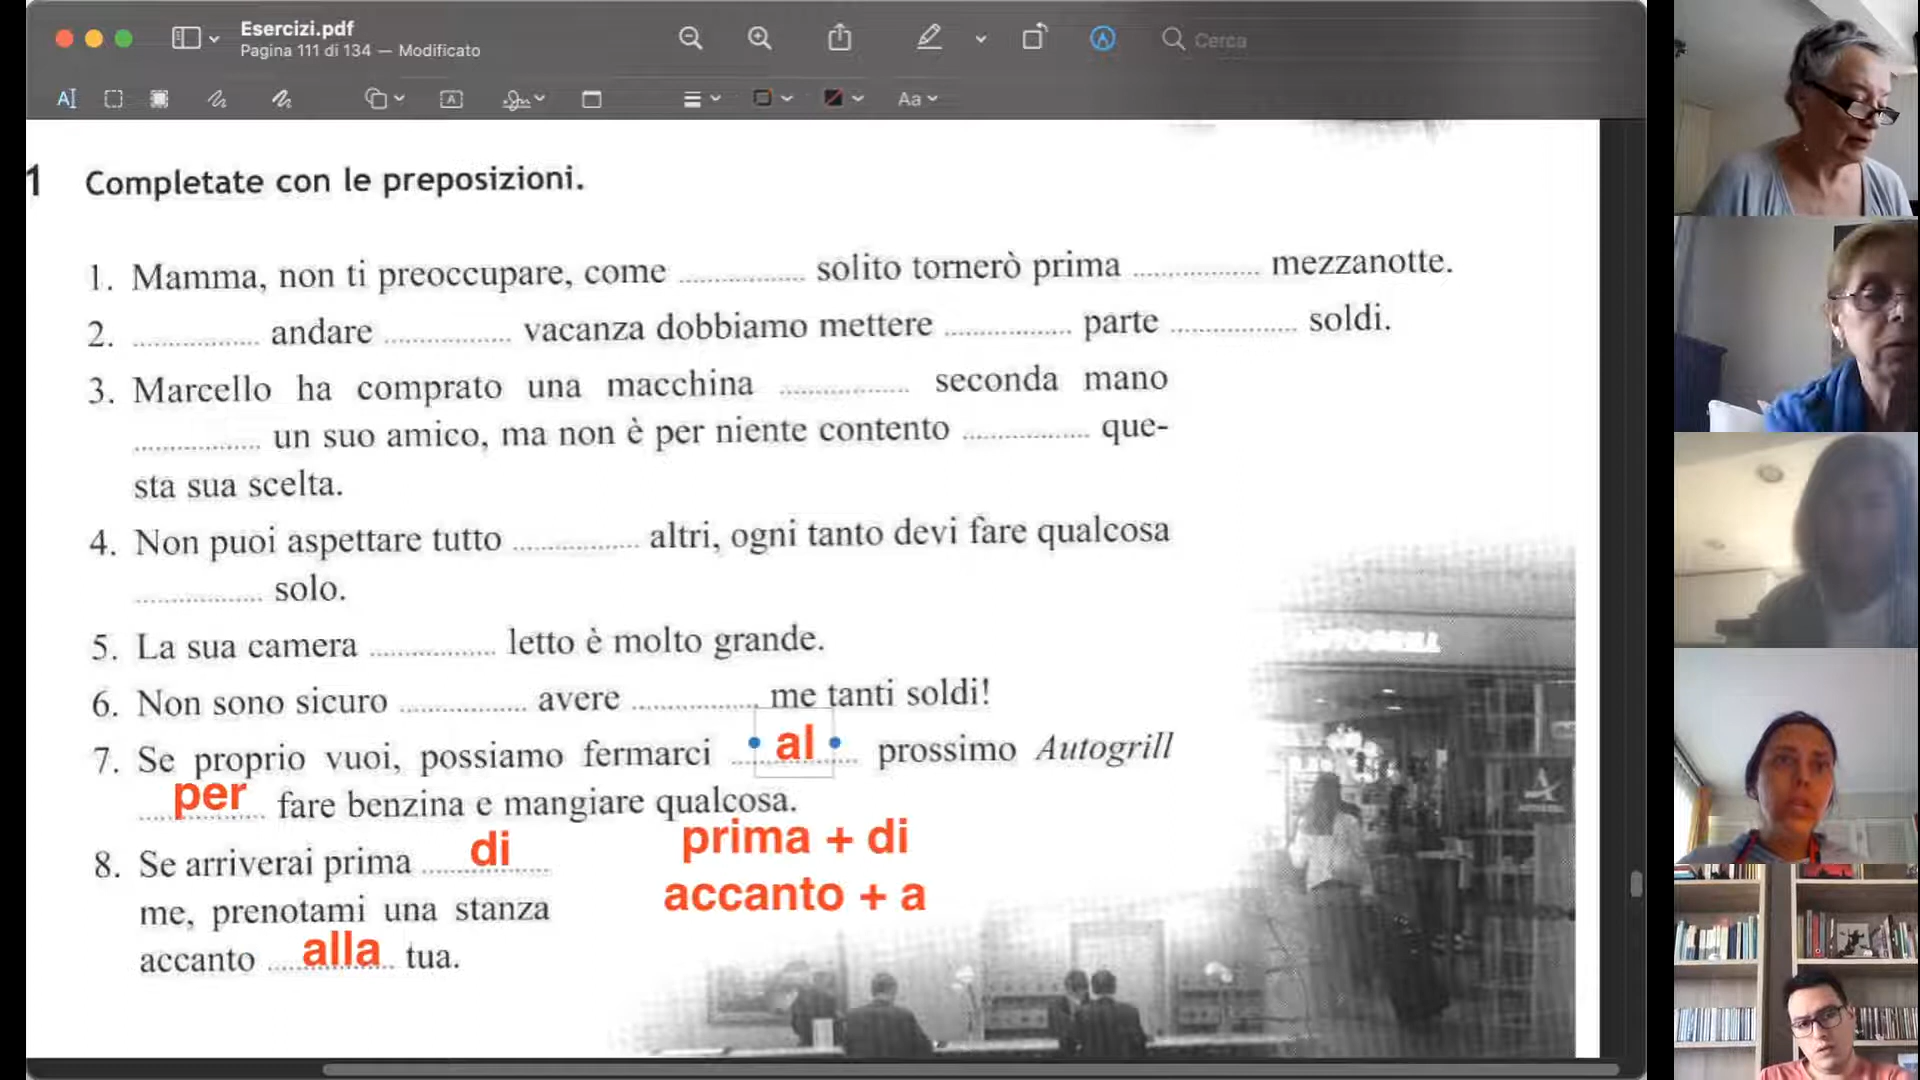 Esercizi.pdf
Pagina 111 di 134 — Modificato
Cerca
Aa
1 Completate con le preposizioni.
1. Mamma, non ti preoccupare, come .............. solito tornerò prima .............. mezzanotte.
2. .............. andare .............. vacanza dobbiamo mettere .............. parte .............. soldi.
3. Marcello ha comprato una macchina .............. seconda mano
.............. un suo amico, ma non è per niente contento .............. que-
sta sua scelta.
4. Non puoi aspettare tutto .............. altri, ogni tanto devi fare qualcosa
.............. solo.
5. La sua camera .............. letto è molto grande.
6. Non sono sicuro .............. avere .............. me tanti soldi!
7. Se proprio vuoi, possiamo fermarci al prossimo Autogrill
per fare benzina e mangiare qualcosa.
prima + di
8. Se arriverai prima di
accanto + a
me, prenotami una stanza
accanto alla tua.
AUTOGRILL